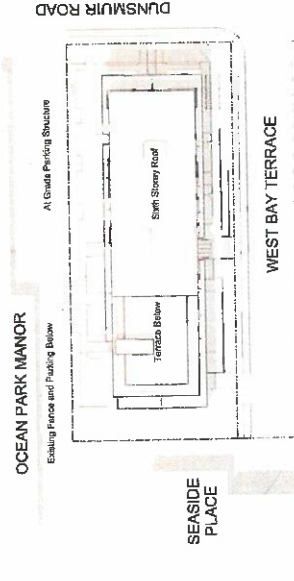 DUNSMUIR ROAD
OCEAN PARK MANOR
Existing Fence and Parking Below
At Grade Parking Structure
Sixth Storey Roof
Terrace Below
WEST BAY TERRACE
SEASIDE
PLACE